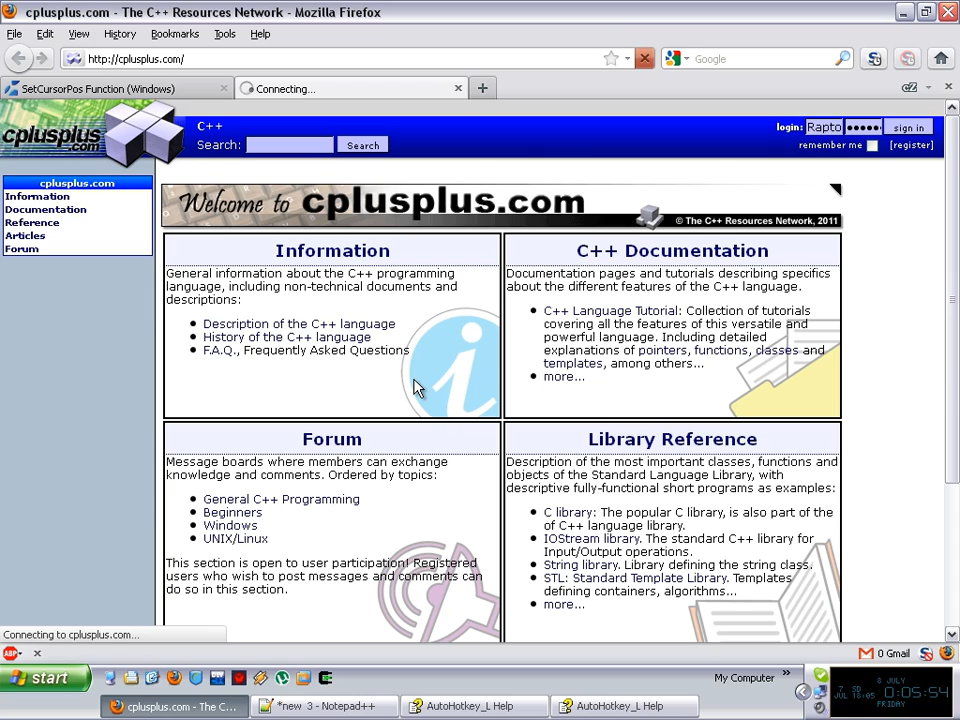 cplusplus.com - The C++ Resources Network - Mozilla Firefox
File Edit View History Bookmarks Tools Help
http://cplusplus.com/
Google
SetCursorPos Function (Windows)
Connecting...
cplusplus
.com
C++
Search:
Search
login: Rapto
sign in
remember me
[register]
cplusplus.com
Information
Documentation
Reference
Articles
Forum
Welcome to cplusplus.com
© The C++ Resources Network, 2011
Information
General information about the C++ programming
language, including non-technical documents and
descriptions:
Description of the C++ language
History of the C++ language
F.A.Q., Frequently Asked Questions
C++ Documentation
Documentation pages and tutorials describing specifics
about the different features of the C++ language.
C++ Language Tutorial: Collection of tutorials
covering all the features of this versatile and
powerful language. Including detailed
explanations of pointers, functions, classes and
templates, among others...
more...
Forum
Message boards where members can exchange
knowledge and comments. Ordered by topics:
General C++ Programming
Beginners
Windows
UNIX/Linux
This section is open to user participation! Registered
users who wish to post messages and comments can
do so in this section.
Library Reference
Description of the most important classes, functions and
objects of the Standard Language Library, with
descriptive fully-functional short programs as examples:
C library: The popular C library, is also part of the
of C++ language library.
IOStream library. The standard C++ library for
Input/Output operations.
String library. Library defining the string class.
STL: Standard Template Library. Templates
defining containers, algorithms...
more...
Connecting to cplusplus.com...
ABP
0 Gmail
start
My Computer
cplusplus.com - The C...
*new 3 - Notepad++
AutoHotkey_L Help
AutoHotkey_L Help
8 JULY
0:05:54
FRIDAY